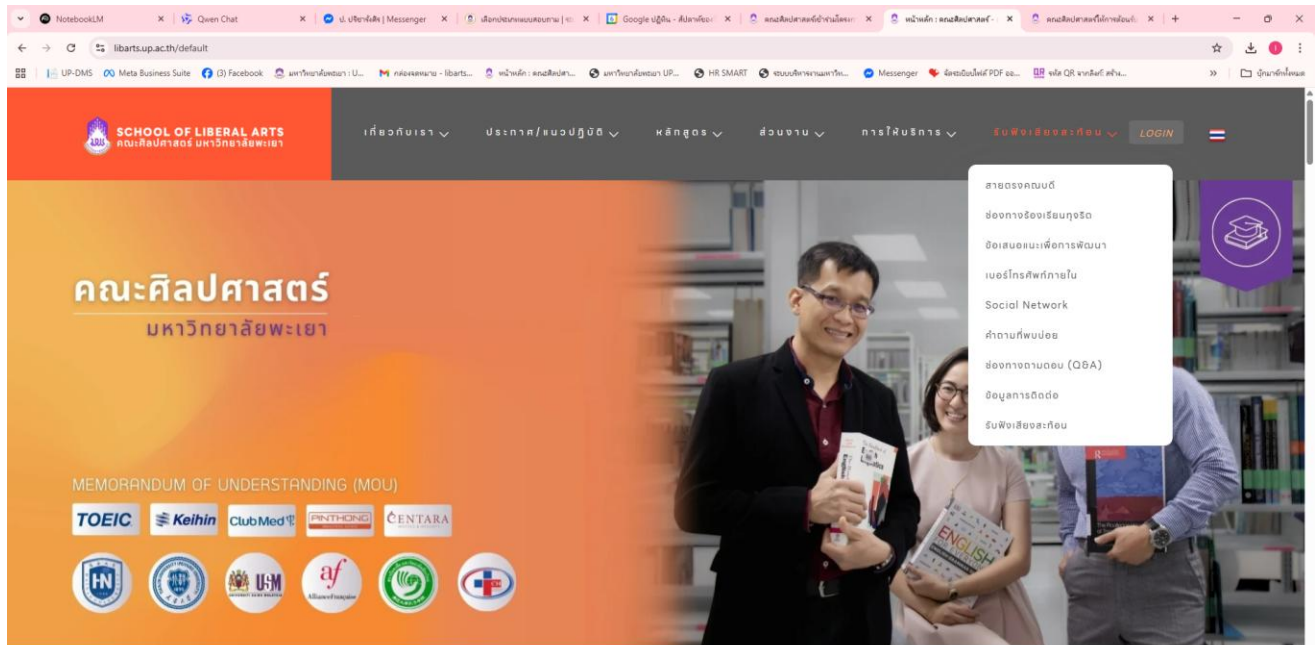 NotebookLM
Qwen Chat
Messenger
Google ปฏิทิน
libarts.up.ac.th/default
UP-DMS
Meta Business Suite
(3) Facebook
HR SMART
Messenger
SCHOOL OF LIBERAL ARTS
คณะศิลปศาสตร์ มหาวิทยาลัยพะเยา
เกี่ยวกับเรา
ประกาศ/แนวปฏิบัติ
หลักสูตร
ส่วนงาน
การให้บริการ
รับฟังเสียงสะท้อน
LOGIN
สายตรงคณบดี
ช่องทางร้องเรียนทุจริต
ข้อเสนอแนะเพื่อการพัฒนา
เบอร์โทรศัพท์ภายใน
Social Network
คำถามที่พบบ่อย
ช่องทางถามตอบ (Q&A)
ข้อมูลการติดต่อ
รับฟังเสียงสะท้อน
คณะศิลปศาสตร์
มหาวิทยาลัยพะเยา
MEMORANDUM OF UNDERSTANDING (MOU)
TOEIC
Keihin
ClubMed
PINTHONG
CENTARA
HN
USM
af
AllianceFrançaise
ENGLISH